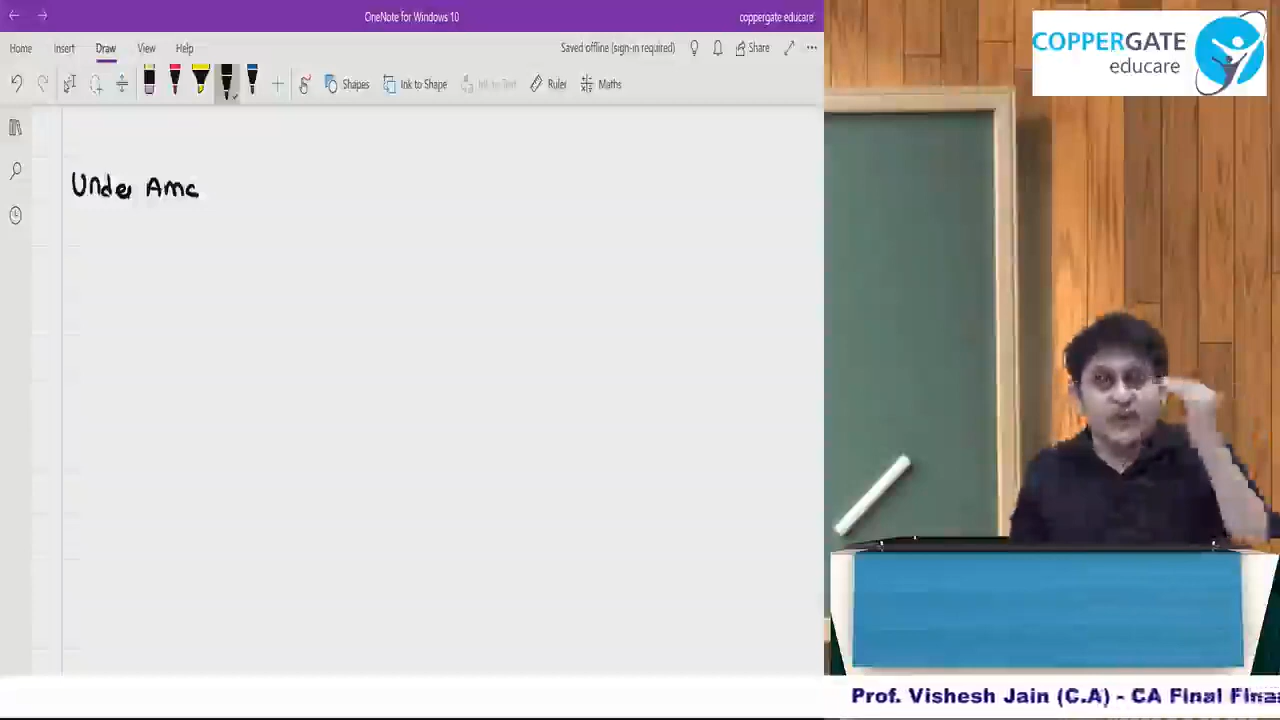 OneNote for Windows 10
coppergate educare
Home Insert Draw View Help
Saved offline (sign-in required)
Share
Shapes
Ink to Shape
Ink to Text
Ruler
Maths
Under Amc
COPPERGATE
educare
Prof. Vishesh Jain (C.A) - CA Final